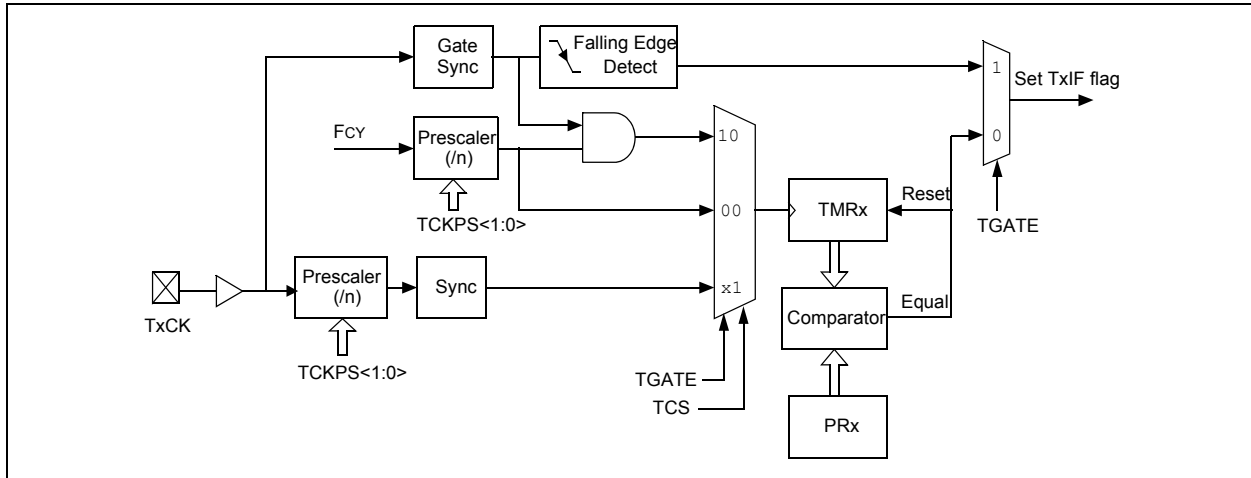 Gate
Sync
Falling Edge
Detect
1
Set TxIF flag
0
FCY
Prescaler
(/n)
10
TCKPS<1:0>
00
TMRx
Reset
TGATE
TxCK
Prescaler
(/n)
Sync
x1
Comparator
Equal
TCKPS<1:0>
TGATE
TCS
PRx